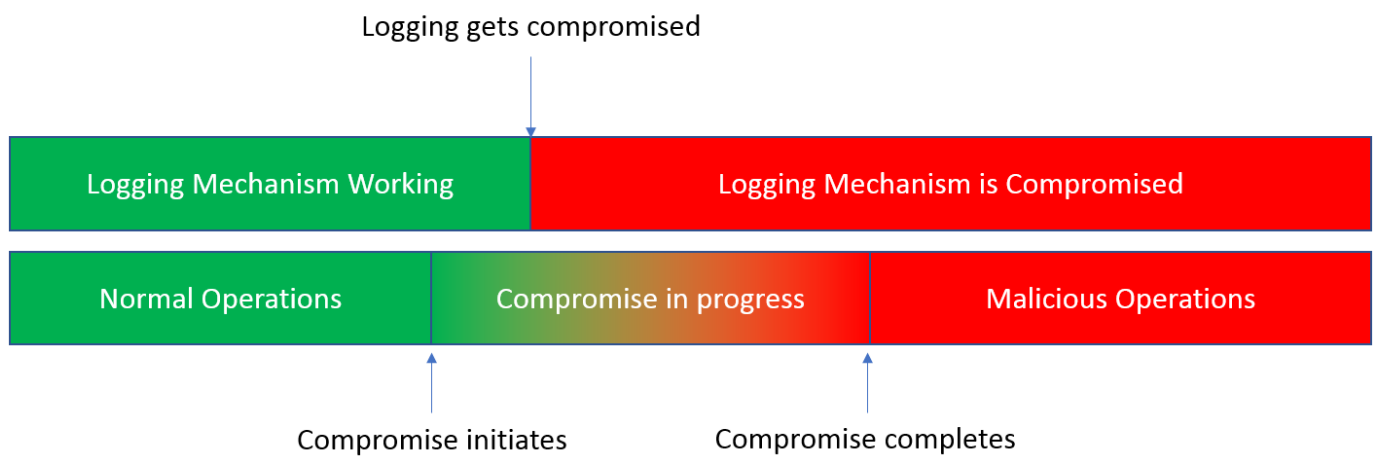 Logging gets compromised
Logging Mechanism Working
Logging Mechanism is Compromised
Normal Operations
Compromise in progress
Malicious Operations
Compromise initiates
Compromise completes